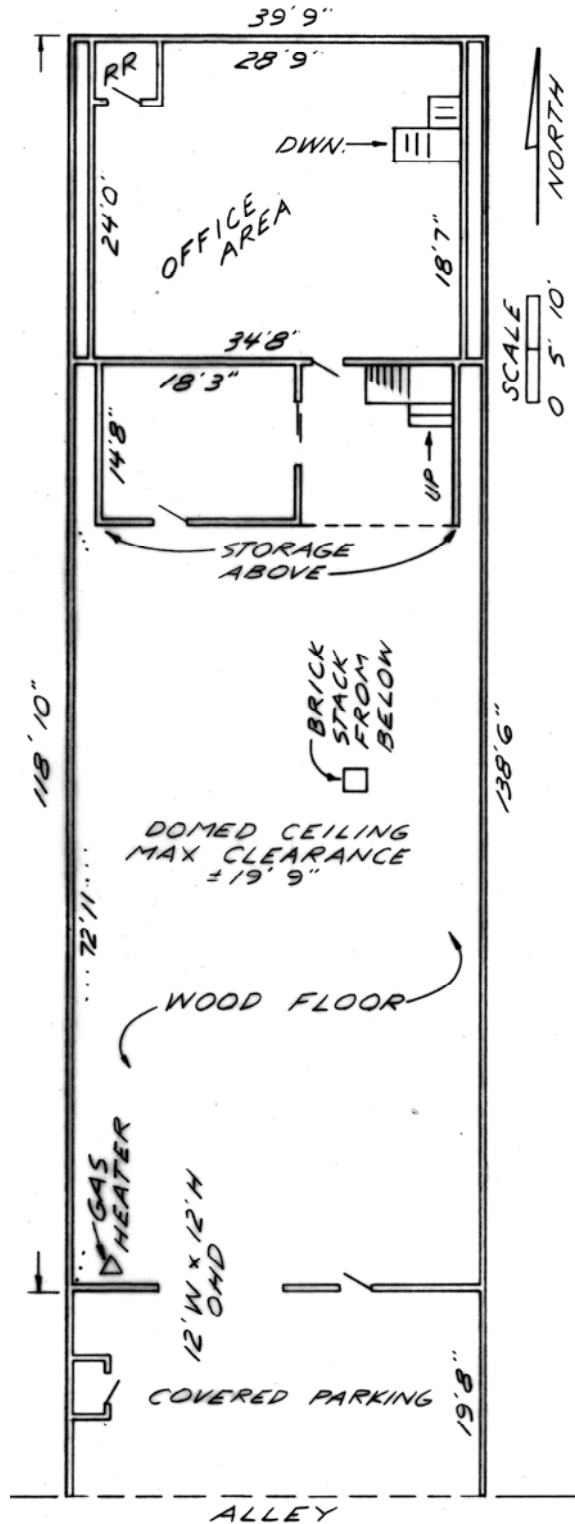 39'9"
28'9"
RR
DWN.
NORTH
24'0"
OFFICE
AREA
18'7"
34'8"
SCALE
0 5' 10'
18'3"
14'8"
UP
STORAGE
ABOVE
BRICK
STACK
FROM
BELOW
118'10"
138'6"
DOMED CEILING
MAX CLEARANCE
±19'9"
72'11
WOOD FLOOR
GAS
HEATER
12'W x 12'H
OHD
COVERED PARKING
19'8"
ALLEY